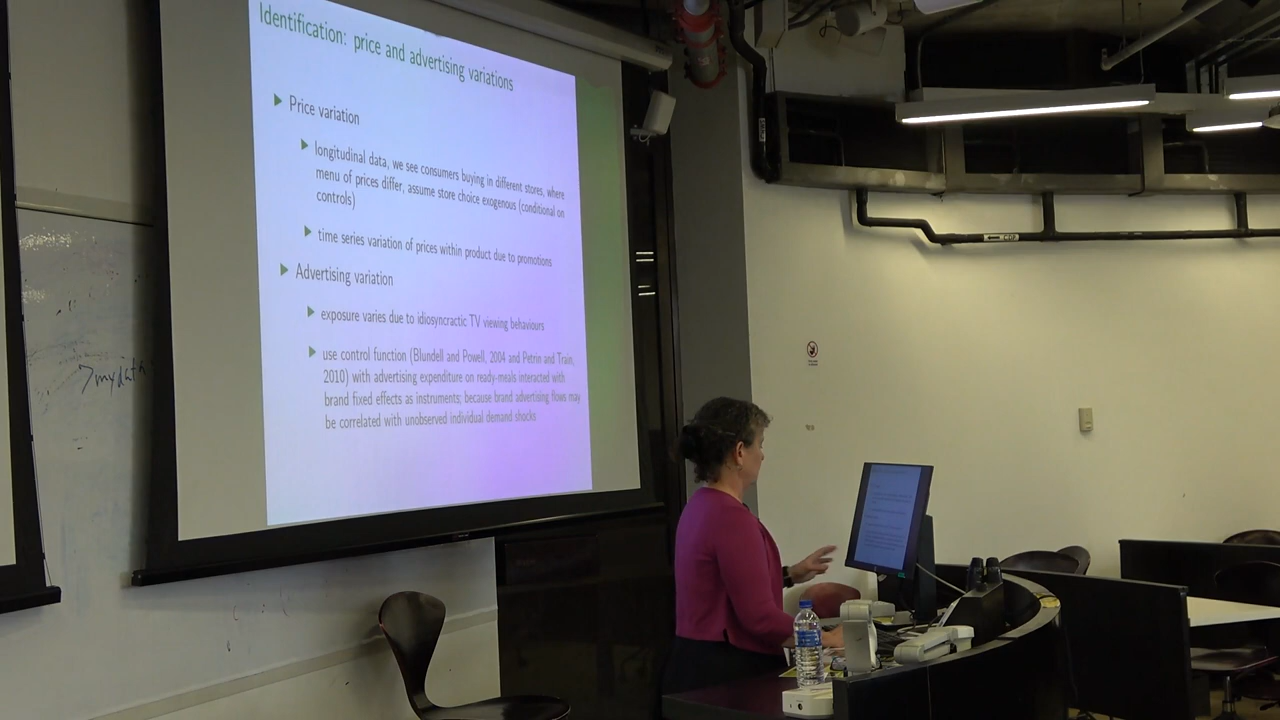 Identification: price and advertising variations
Price variation
longitudinal data, we see consumers buying in different stores, where
menu of prices differ, assume store choice exogenous (conditional on
controls)
time series variation of prices within product due to promotions
Advertising variation
exposure varies due to idiosyncractic TV viewing behaviours
use control function (Blundell and Powell, 2004 and Petrin and Train,
2010) with advertising expenditure on ready-meals interacted with
brand fixed effects as instruments; because brand advertising flows may
be correlated with unobserved individual demand shocks
>mydata